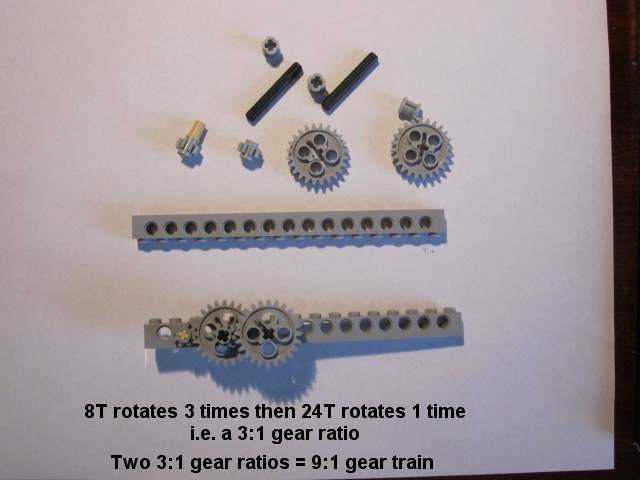 8T rotates 3 times then 24T rotates 1 time
i.e. a 3:1 gear ratio
Two 3:1 gear ratios = 9:1 gear train